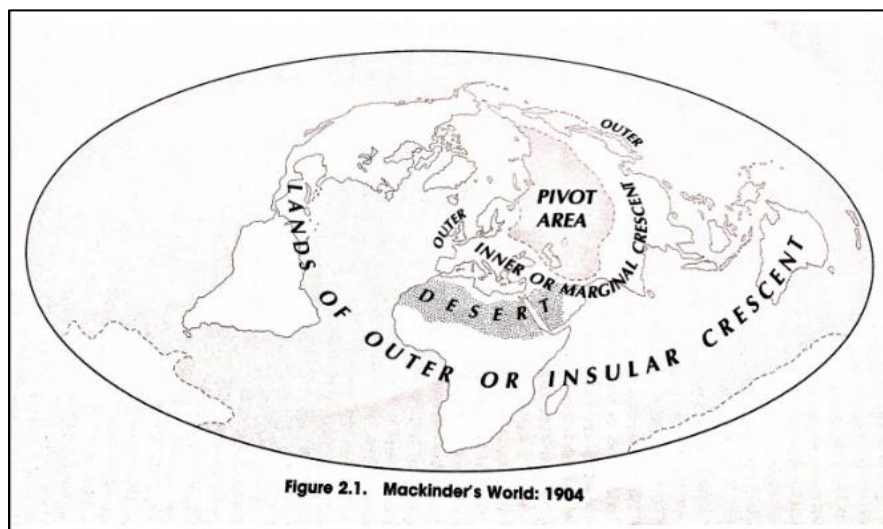 OUTER
PIVOT
AREA
OUTER
INNER OR MARGINAL CRESCENT
DESERT
LANDS OF OUTER OR INSULAR CRESCENT
Figure 2.1. Mackinder's World: 1904